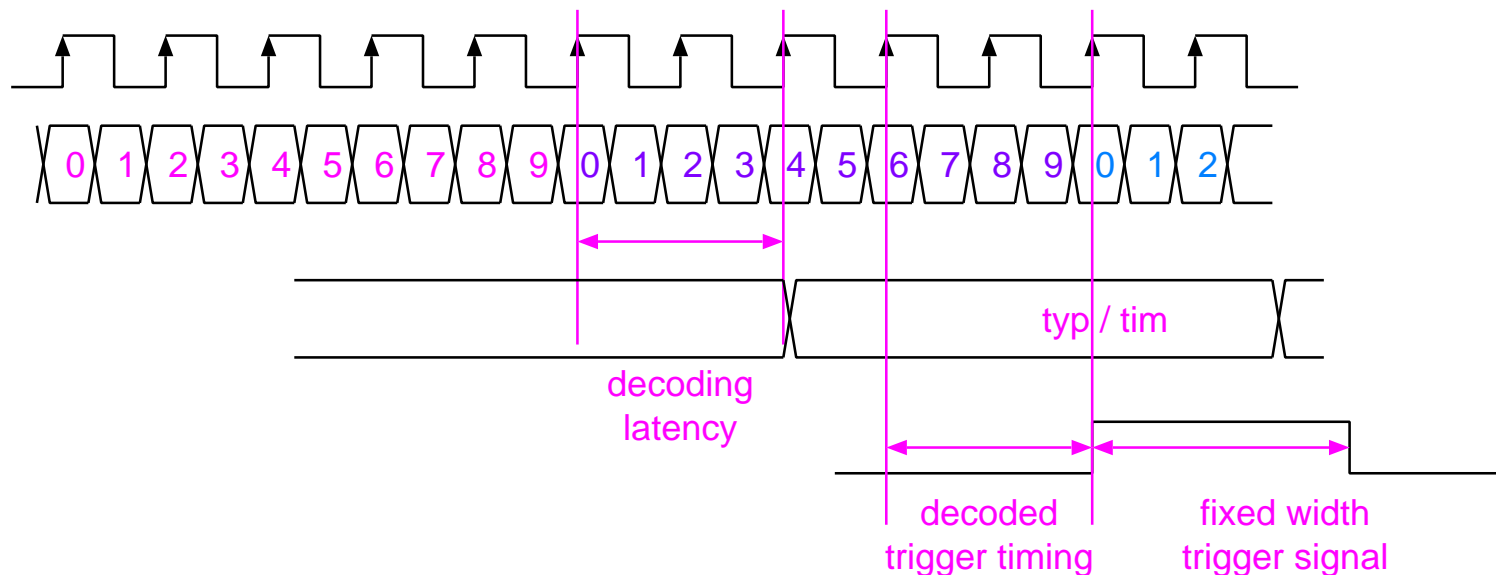 0 1 2 3 4 5 6 7 8 9 0 1 2 3 4 5 6 7 8 9 0 1 2
typ / tim
decoding
latency
decoded
trigger timing
fixed width
trigger signal